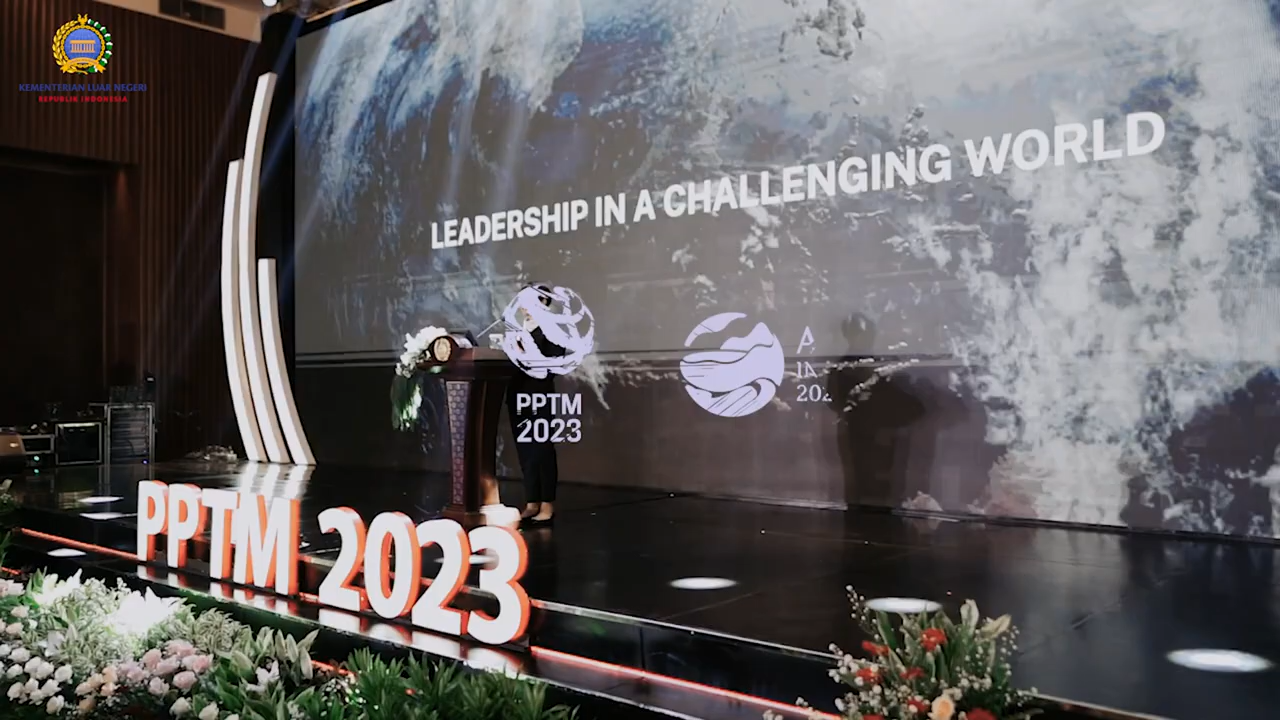 KEMENTERIAN LUAR NEGERI
REPUBLIK INDONESIA
LEADERSHIP IN A CHALLENGING WORLD
PPTM
2023
PPTM 2023